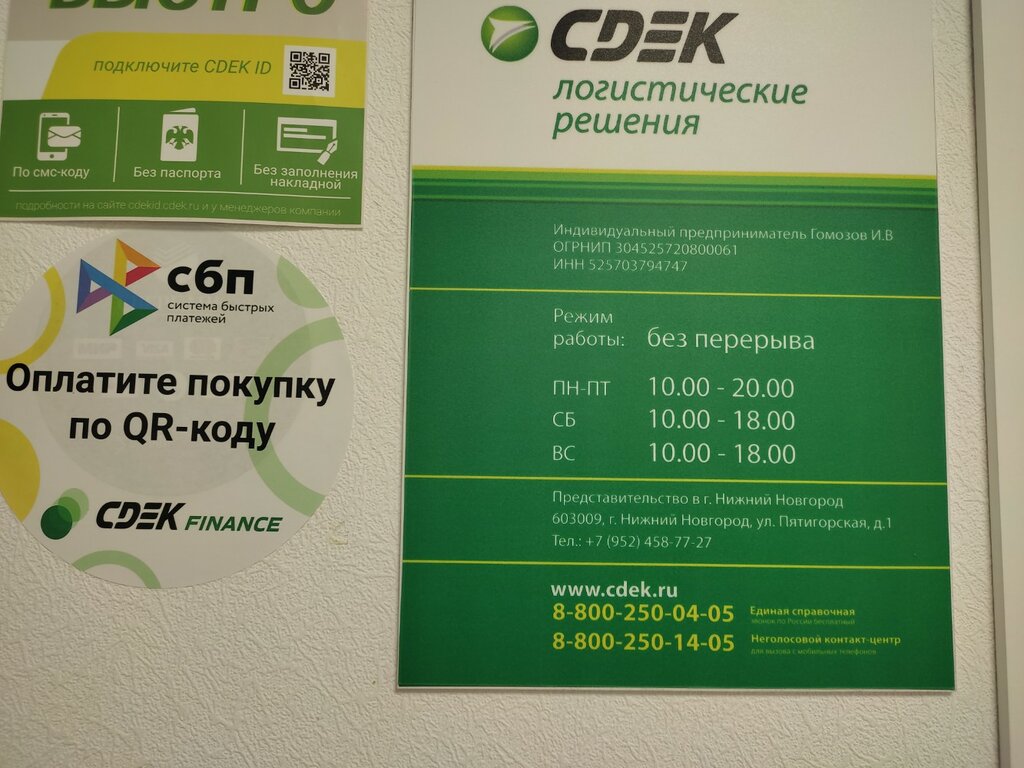 БЫСТРО
подключите CDEK ID
По смс-коду
Без паспорта
Без заполнения
накладной
подробности на сайте cdekid.cdek.ru и у менеджеров компании
сбп
система быстрых
платежей
Оплатите покупку
по QR-коду
CDEK FINANCE
CDEK
логистические
решения
Индивидуальный предприниматель Гомозов И.В
ОГРНИП 304525720800061
ИНН 525703794747
Режим
работы: без перерыва
ПН-ПТ 10.00 - 20.00
СБ 10.00 - 18.00
ВС 10.00 - 18.00
Представительство в г. Нижний Новгород
603009, г. Нижний Новгород, ул. Пятигорская, д.1
Тел.: +7 (952) 458-77-27
www.cdek.ru
8-800-250-04-05 Единая справочная
звонок по России бесплатный
8-800-250-14-05 Неголосовой контакт-центр
для вызова с мобильных телефонов